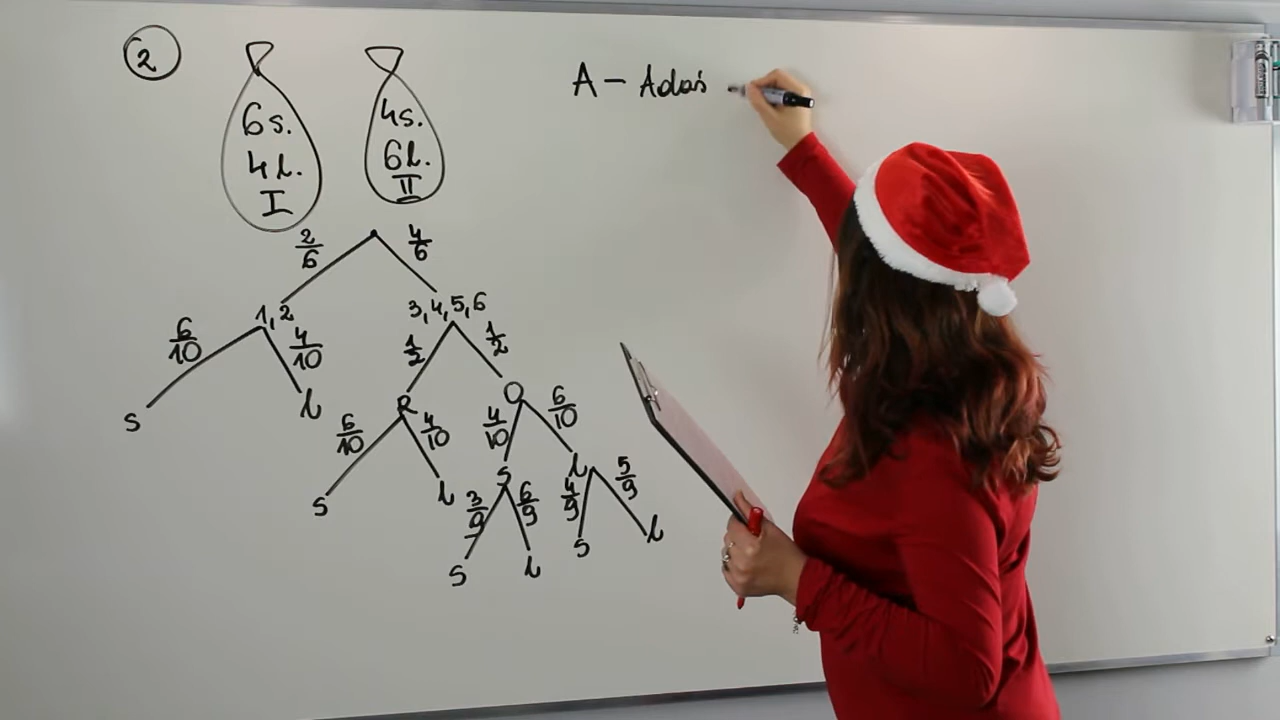 2
6s.
4l.
I
4s.
6l.
II
A – Adaś
2/6 4/6
1,2 3,4,5,6
6/10 4/10 1/2 1/2
s l R O
6/10 4/10 4/10 6/10
s l s l
3/9 6/9 4/9 5/9
s l s l